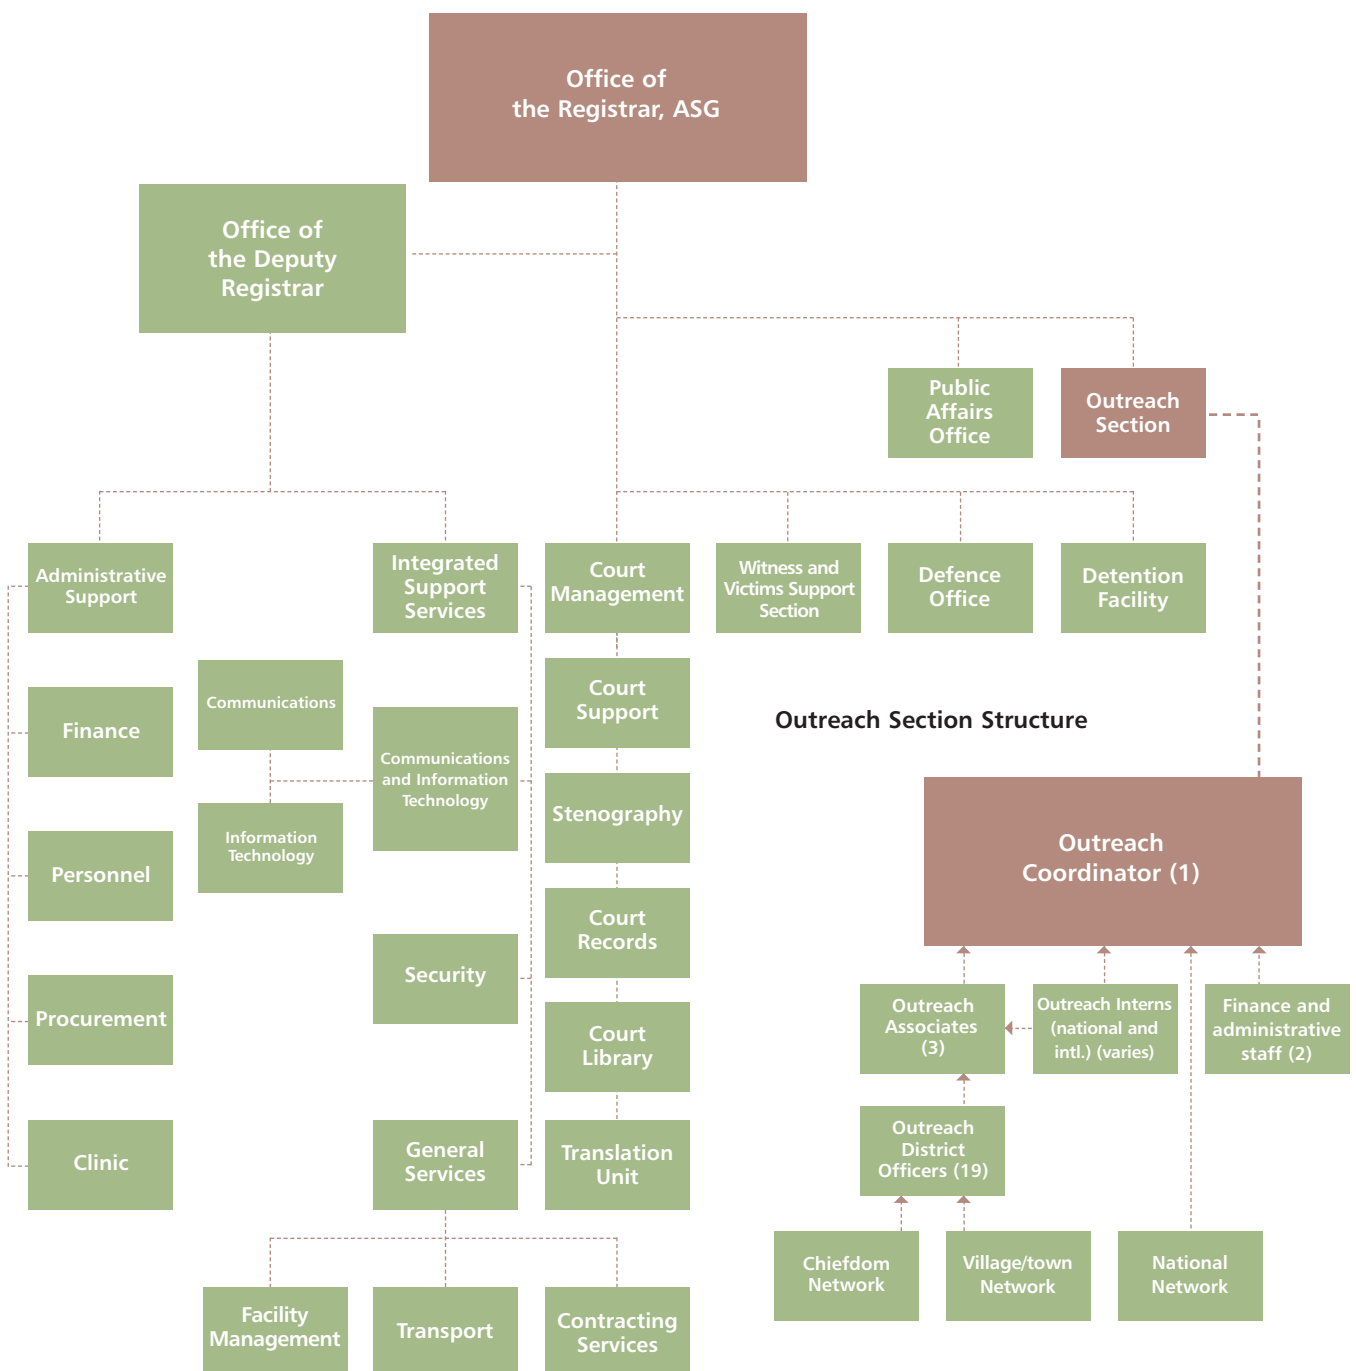 Office of
the Registrar, ASG
Office of
the Deputy
Registrar
Public
Affairs
Office
Outreach
Section
Administrative
Support
Integrated
Support
Services
Court
Management
Witness and
Victims Support
Section
Defence
Office
Detention
Facility
Finance
Communications
Communications
and Information
Technology
Information
Technology
Personnel
Security
Procurement
General
Services
Clinic
Court
Support
Stenography
Court
Records
Court
Library
Translation
Unit
Facility
Management
Transport
Contracting
Services
Outreach Section Structure
Outreach
Coordinator (1)
Outreach
Associates
(3)
Outreach Interns
(national and
intl.) (varies)
Finance and
administrative
staff (2)
Outreach
District
Officers (19)
Chiefdom
Network
Village/town
Network
National
Network